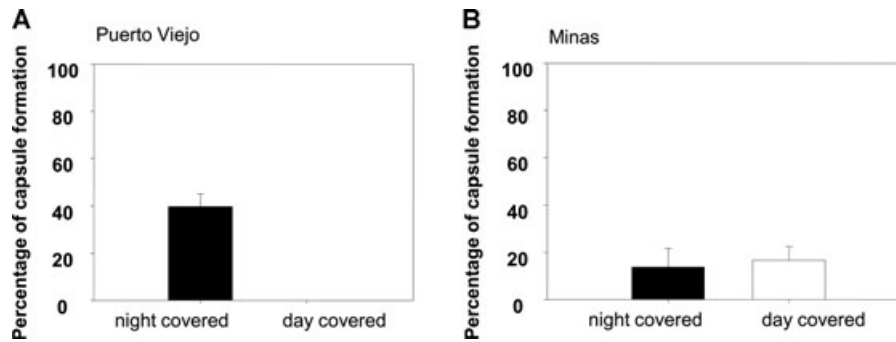 A
Puerto Viejo
Percentage of capsule formation
100
80
60
40
20
0
night covered day covered
B
Minas
Percentage of capsule formation
100
80
60
40
20
0
night covered day covered